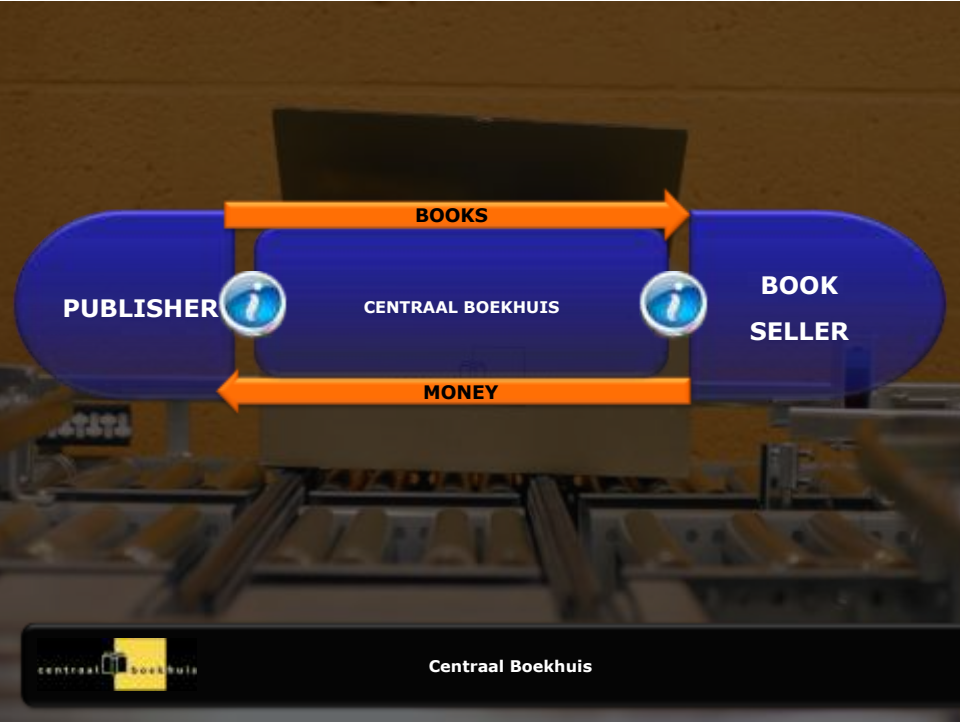 BOOKS
PUBLISHER
CENTRAAL BOEKHUIS
BOOK
SELLER
MONEY
centraal boekhuis
Centraal Boekhuis